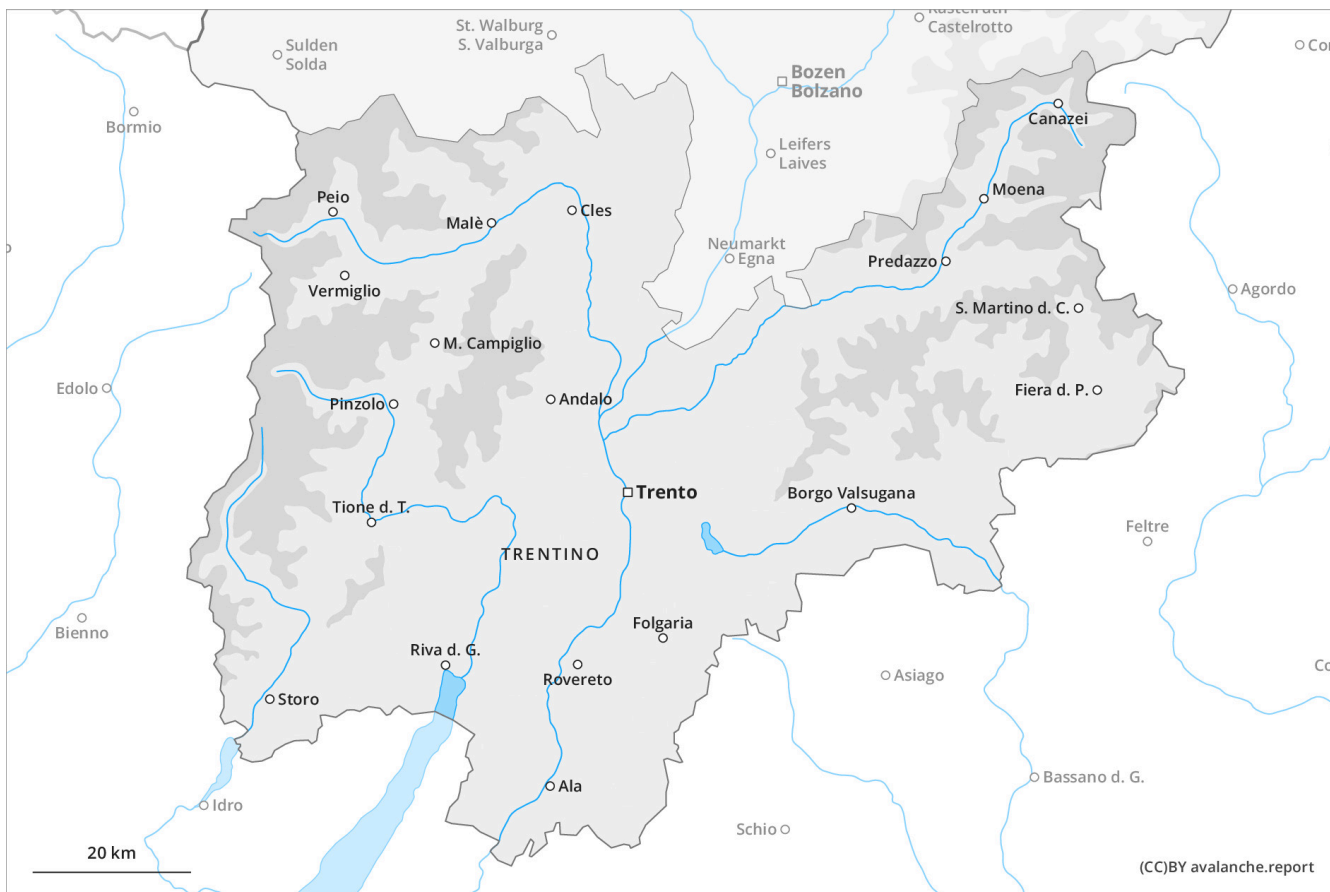 Kastelruth
Castelrotto
St. Walburg
S. Valburga
Sulden
Solda
Bozen
Bolzano
Bormio
Canazei
Leifers
Laives
Peio
Malè
Cles
Moena
Neumarkt
Egna
Predazzo
Vermiglio
Agordo
S. Martino d. C.
M. Campiglio
Edolo
Pinzolo
Andalo
Fiera d. P.
Trento
Borgo Valsugana
Tione d. T.
Feltre
TRENTINO
Bienno
Folgaria
Riva d. G.
Rovereto
Asiago
Storo
Ala
Bassano d. G.
Idro
Schio
20 km
(CC)BY avalanche.report